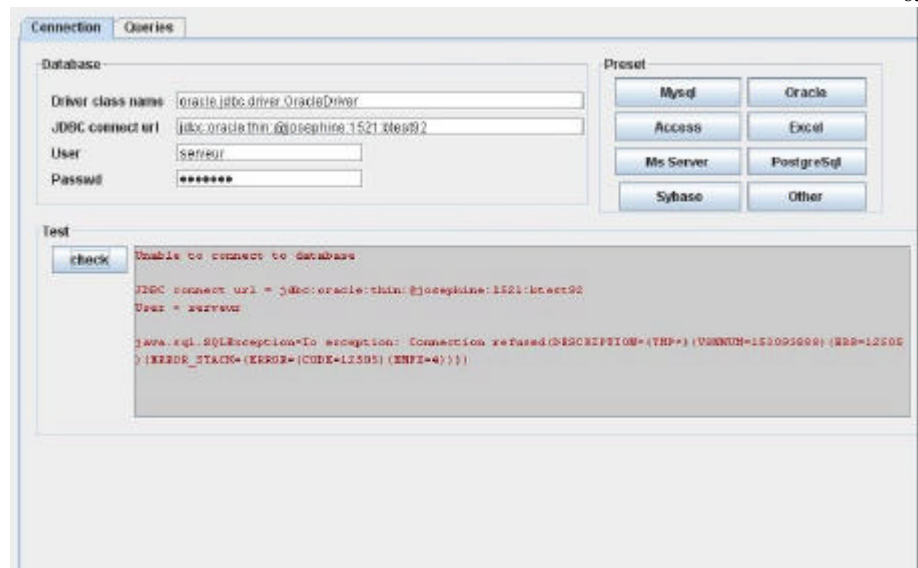 Connection Queries
Database
Preset
Driver class name oracle.jdbc.driver.OracleDriver
JDBC connect url jdbc:oracle:thin:@josephine:1521:btest92
User serveur
Passwd •••••••
Mysql Oracle
Access Excel
Ms Server PostgreSql
Sybase Other
Test
check
Unable to connect to database
JDBC connect url = jdbc:oracle:thin:@josephine:1521:btest92
User = serveur
java.sql.SQLException=Io exception: Connection refused(DESCRIPTION=(TMP=)(VSNNUM=153093888)(ERR=12505
)(ERROR_STACK=(ERROR=(CODE=12505)(EMFI=4))))